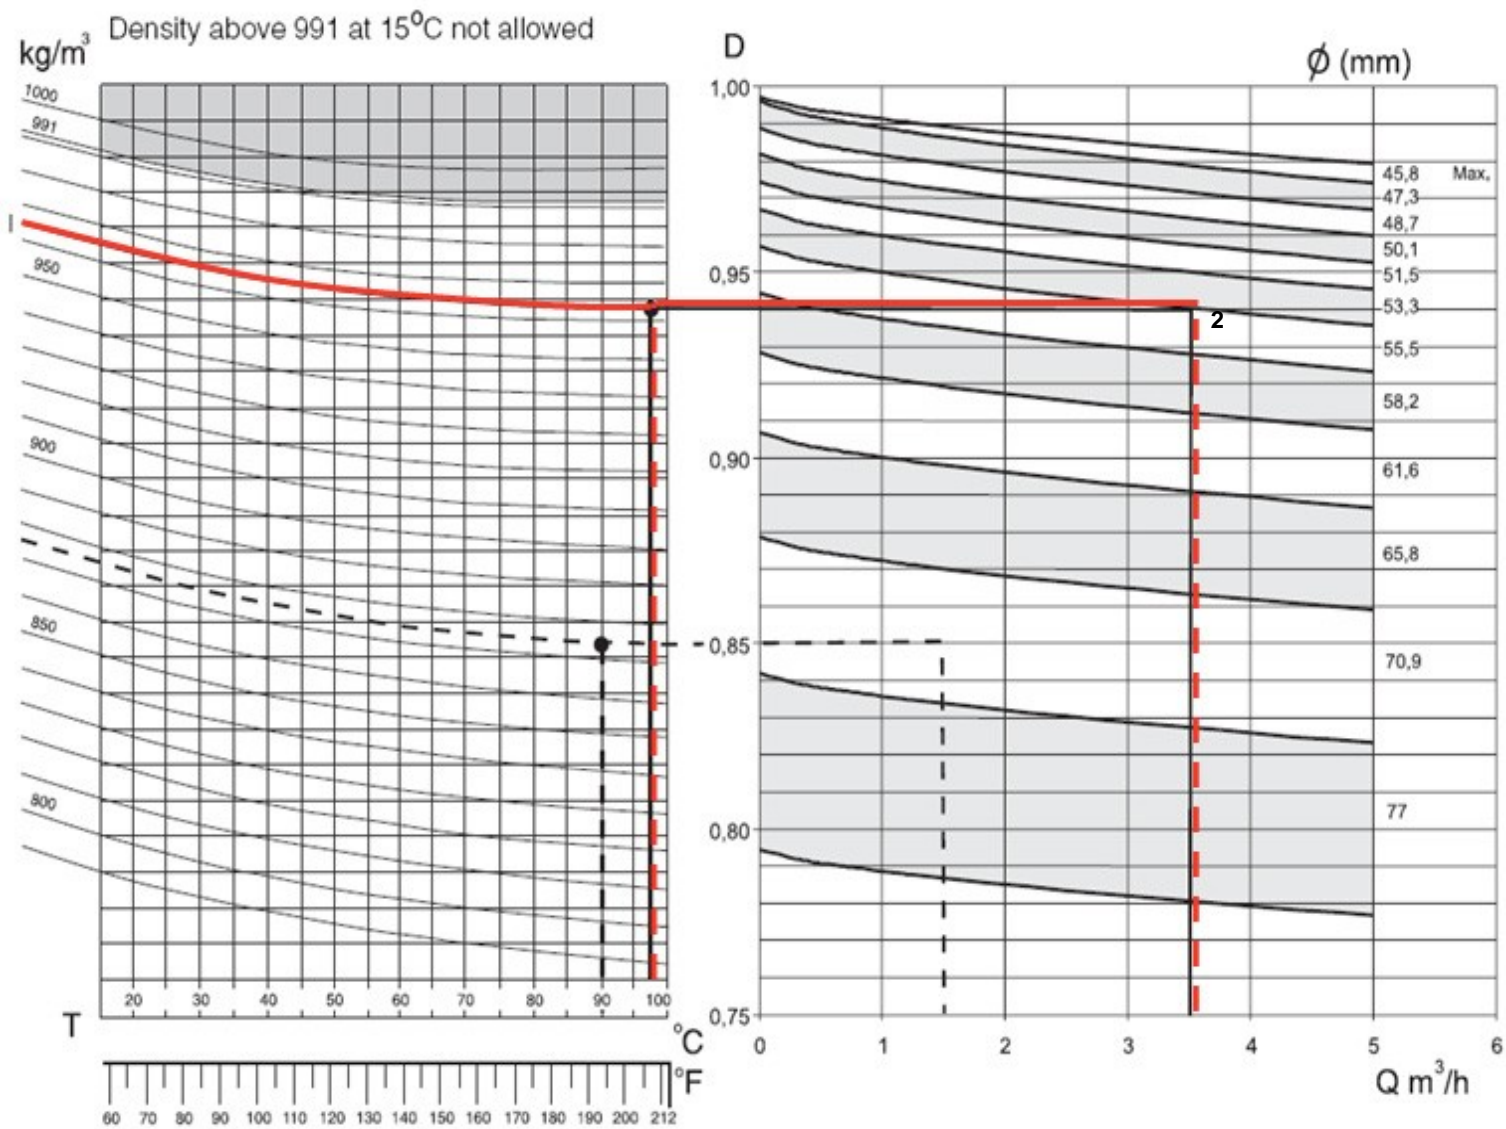 Density above 991 at 15°C not allowed
kg/m³
1000
991
I
950
900
850
800
20 30 40 50 60 70 80 90 100
T
°C
°F
60 70 80 90 100 110 120 130 140 150 160 170 180 190 200 212
D
Ø (mm)
1,00
0,95
0,90
0,85
0,80
0,75
45,8 Max.
47,3
48,7
50,1
51,5
53,3
55,5
58,2
61,6
65,8
70,9
77
2
0 1 2 3 4 5 6
Q m³/h